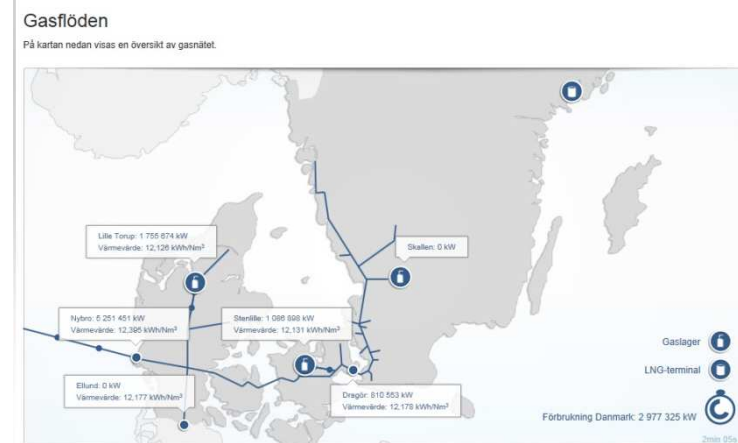 Gasflöden
På kartan nedan visas en översikt av gasnätet.
Lille Torup: 1 755 674 kW
Värmevärde: 12,126 kWh/Nm³
Skallen: 0 kW
Nybro: 5 251 451 kW
Värmevärde: 12,395 kWh/Nm³
Stenlille: 1 086 898 kW
Värmevärde: 12,131 kWh/Nm³
Gaslager
LNG-terminal
Ellund: 0 kW
Värmevärde: 12,177 kWh/Nm³
Dragör: 810 553 kW
Värmevärde: 12,178 kWh/Nm³
Förbrukning Danmark: 2 977 325 kW
2min 05s